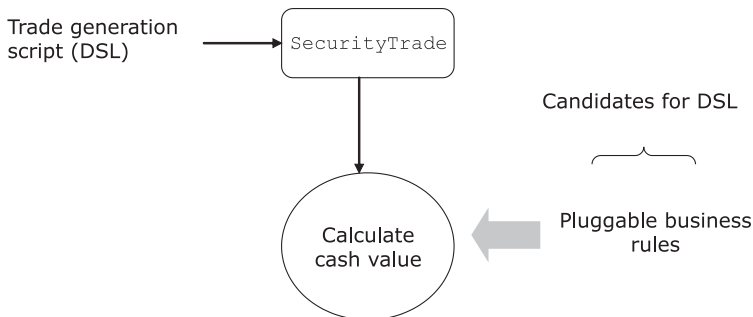 Trade generation
script (DSL)
SecurityTrade
Candidates for DSL
Pluggable business
rules
Calculate
cash value